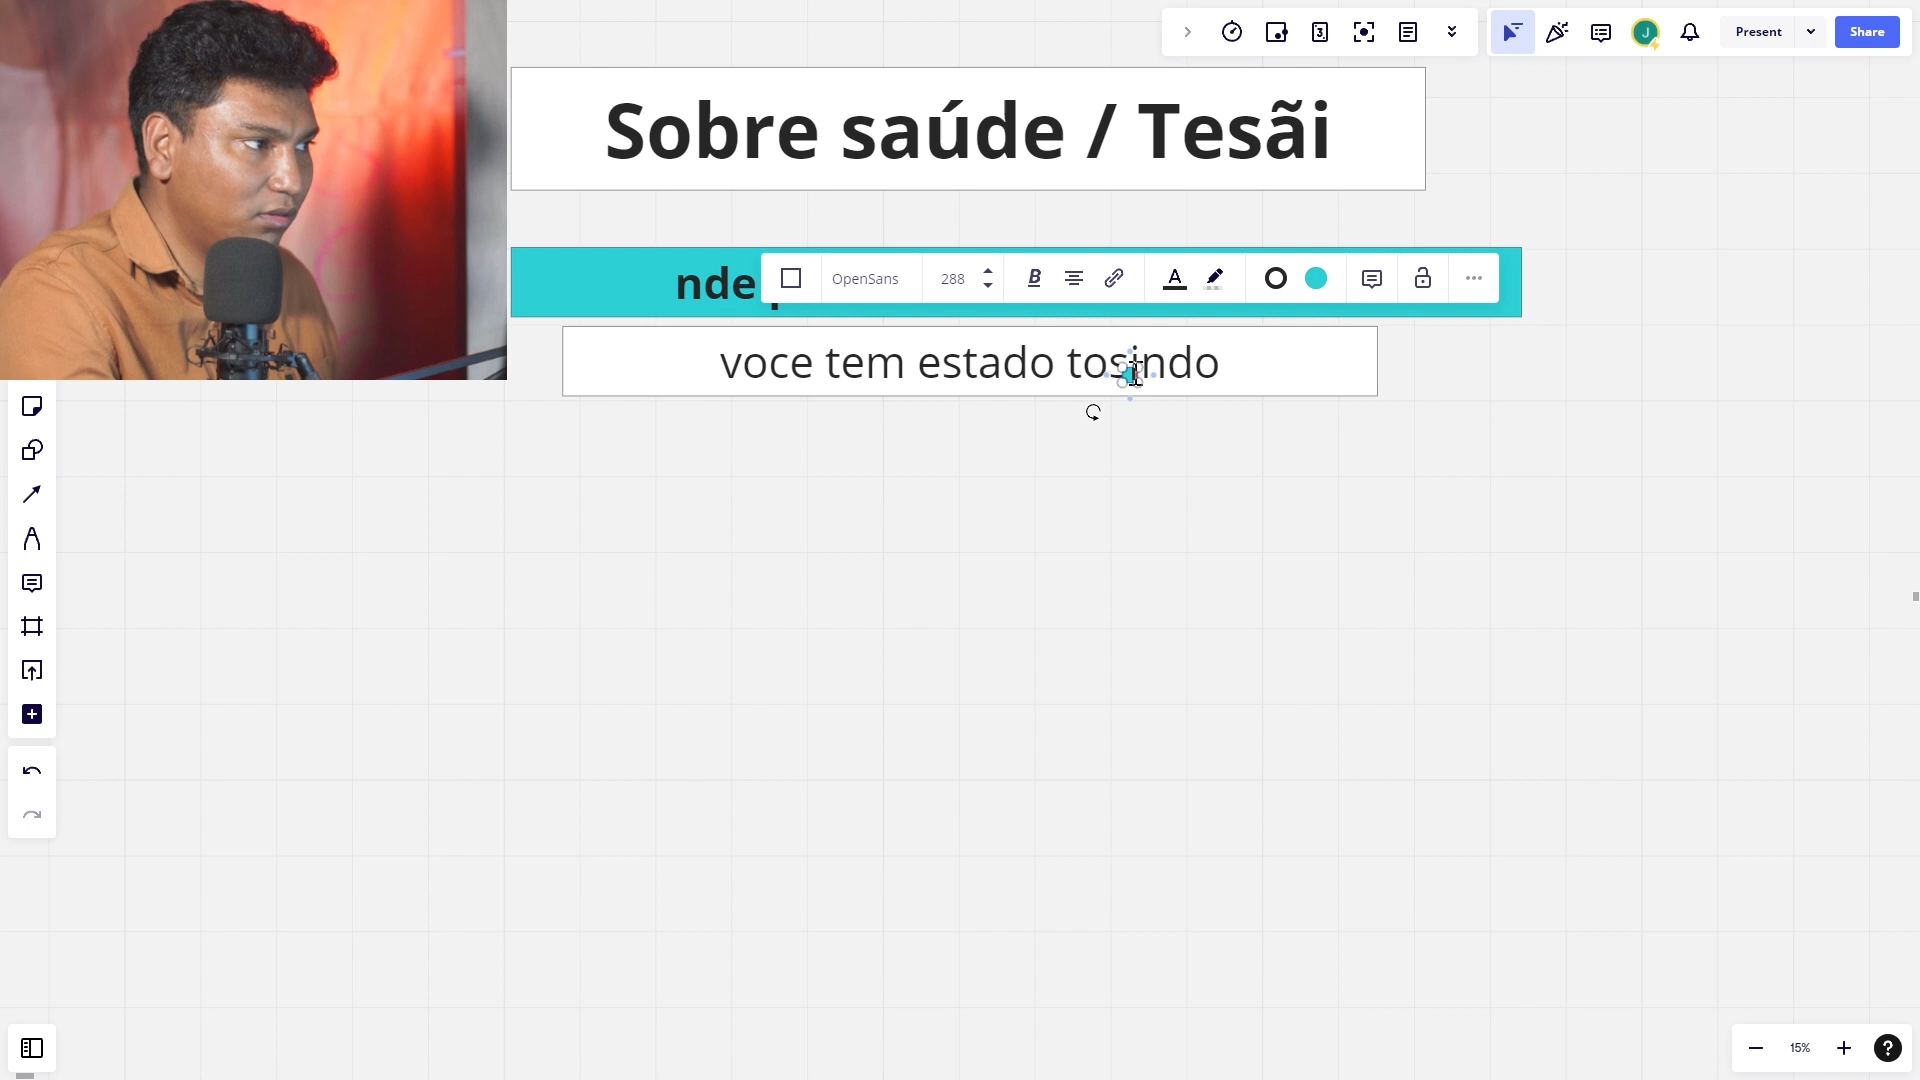 Present
Share
Sobre saúde / Tesãi
nde
OpenSans
288
B
A
voce tem estado tosindo
15%